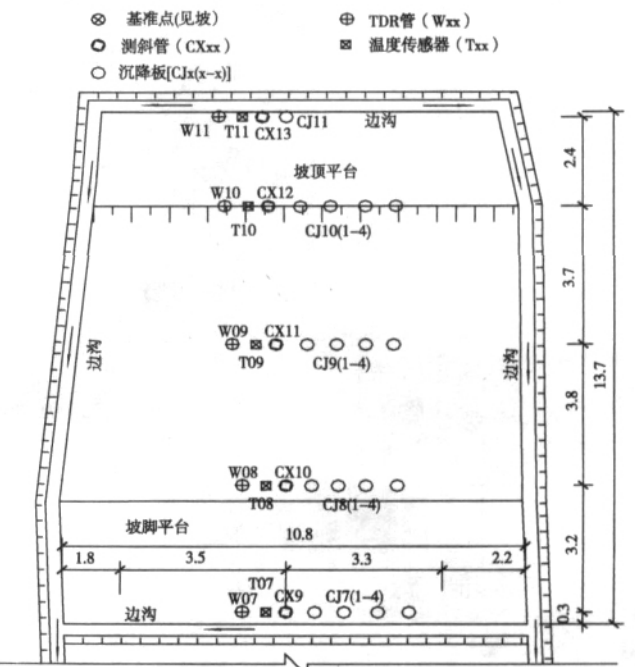 基准点(见坡)
TDR管（Wxx）
测斜管（CXxx）
温度传感器（Txx）
沉降板[CJx(x-x)]
W11 T11 CX13 CJ11 边沟
2.4
坡顶平台
W10 CX12
T10 CJ10(1-4)
3.7
W09 CX11
T09 CJ9(1-4)
边沟
边沟
13.7
3.8
W08 CX10
T08 CJ8(1-4)
坡脚平台
10.8
3.2
1.8 3.5 3.3 2.2
T07
W07 CX9 CJ7(1-4)
边沟
0.3